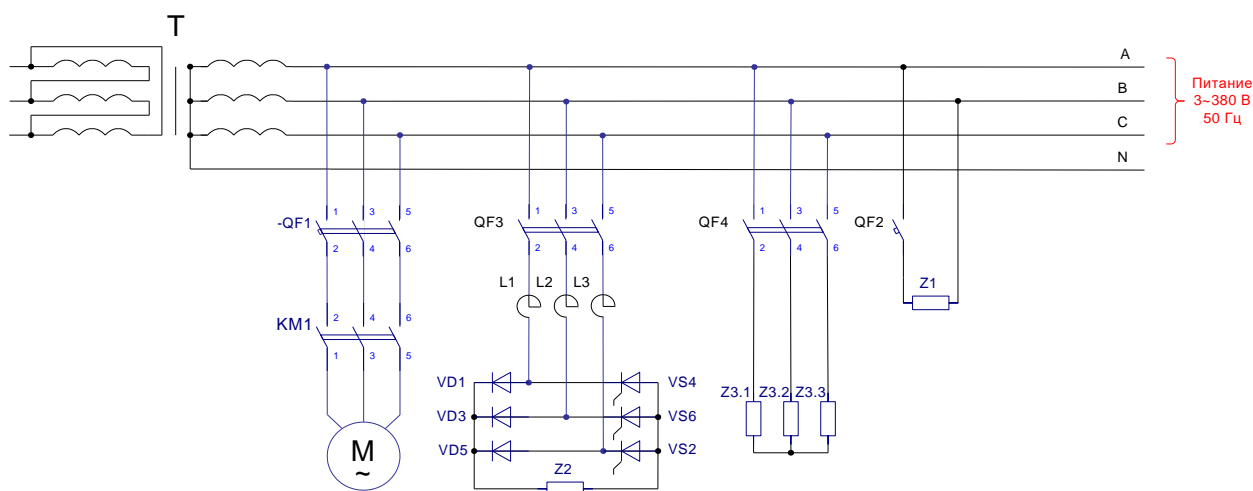 T
A
B
C
N
Питание
3~380 В
50 Гц
-QF1
1 3 5
2 4 6
QF3
1 3 5
2 4 6
QF4
1 3 5
2 4 6
QF2
L1 L2 L3
Z1
KM1
2 4 6
1 3 5
VD1
VS4
VD3
VS6
VD5
VS2
Z2
Z3.1 Z3.2 Z3.3
M
~